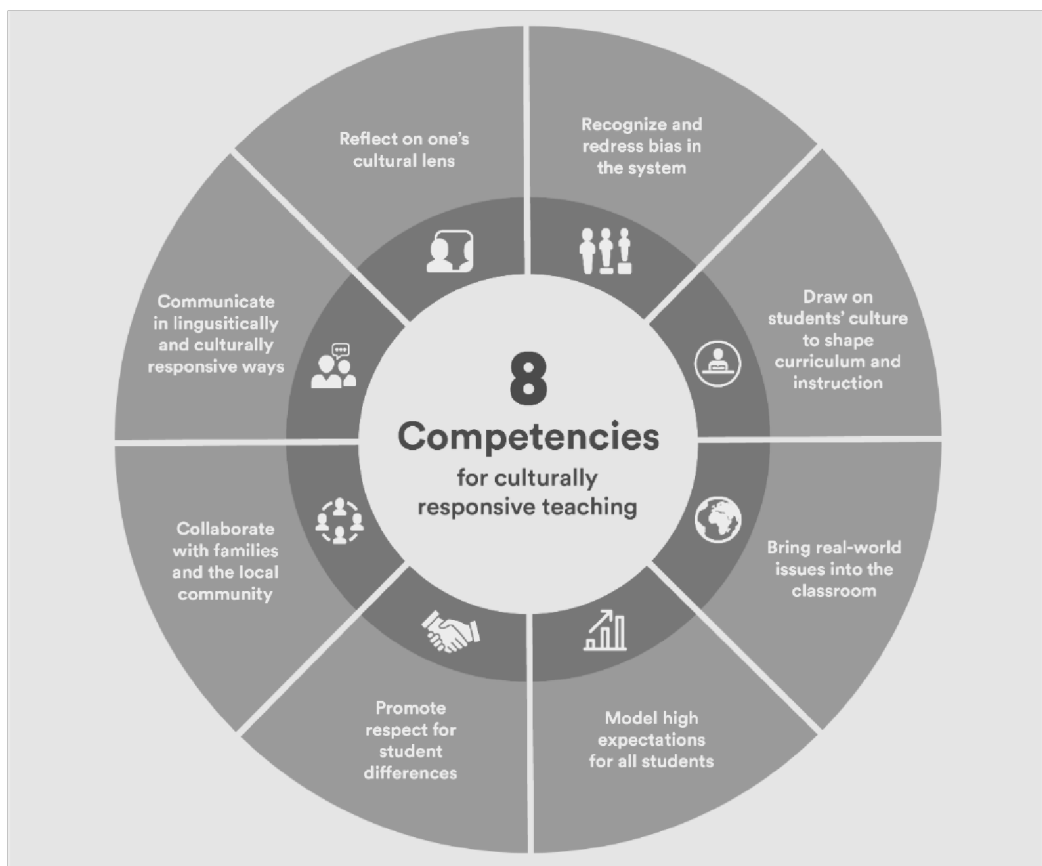 8
Competencies
for culturally
responsive teaching
Reflect on one's
cultural lens
Recognize and
redress bias in
the system
Draw on
students' culture
to shape
curriculum and
instruction
Bring real-world
issues into the
classroom
Model high
expectations
for all students
Promote
respect for
student
differences
Collaborate
with families
and the local
community
Communicate
in lingusitically
and culturally
responsive ways